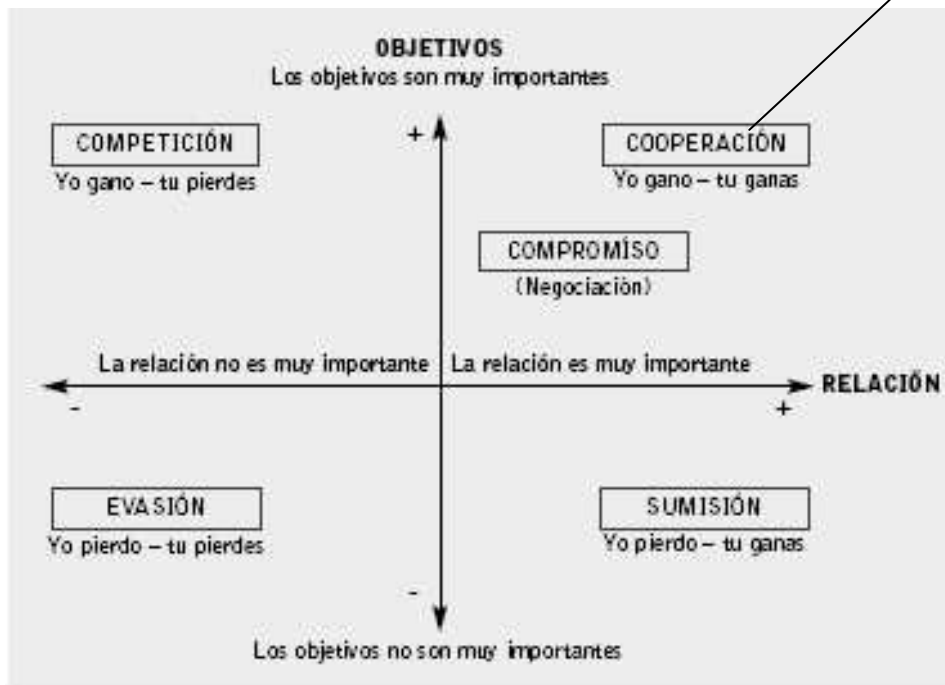 OBJETIVOS
Los objetivos son muy importantes
+
COMPETICIÓN
Yo gano – tu pierdes
COOPERACIÓN
Yo gano – tu ganas
COMPROMÍSO
(Negociación)
La relación no es muy importante
La relación es muy importante
RELACIÓN
-
+
EVASIÓN
Yo pierdo – tu pierdes
SUMISIÓN
Yo pierdo – tu ganas
-
Los objetivos no son muy importantes